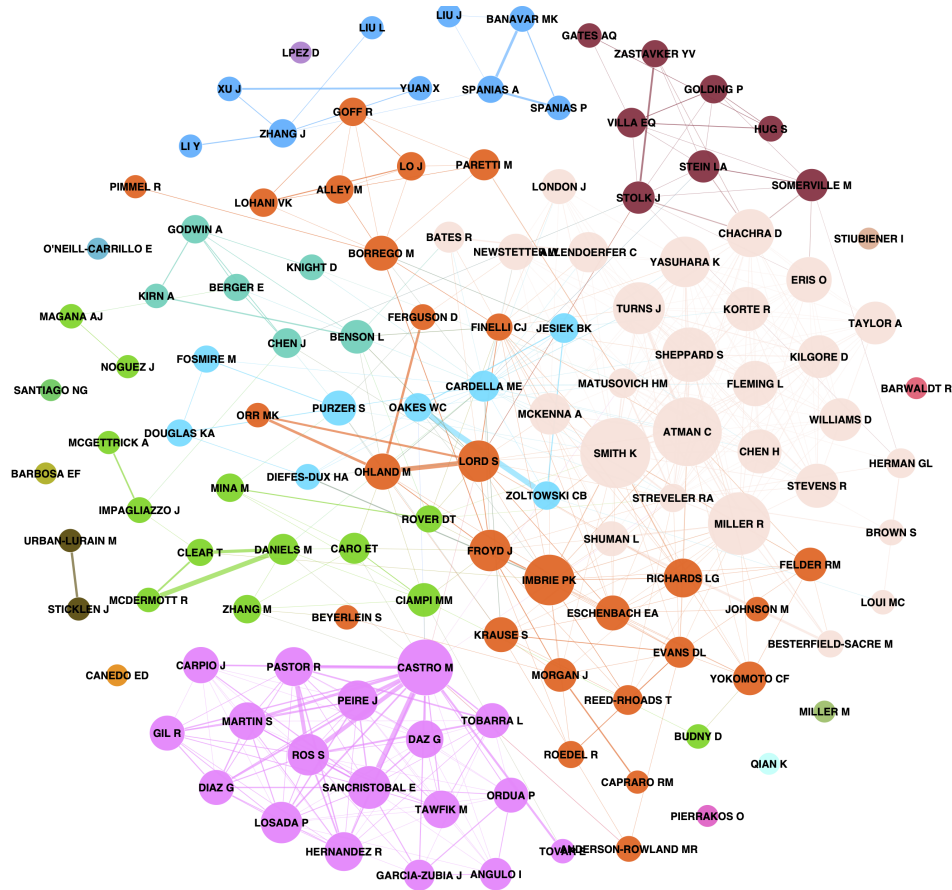 LIU J
BANAVAR MK
LIU L
GATES AQ
LPEZ D
ZASTAVKER YV
XU J
YUAN X
SPANIAS A
GOLDING P
SPANIAS P
GOFF R
VILLA EQ
HUG S
ZHANG J
LI Y
LO J
PARETTI M
STEIN LA
PIMMEL R
ALLEY M
LONDON J
SOMERVILLE M
LOHANI VK
STOLK J
GODWIN A
CHACHRA D
BATES R
STIUBIENER I
O'NEILL-CARRILLO E
BORREGO M
NEWSTETTER W
ALLENDOERFER C
YASUHARA K
KNIGHT D
ERIS O
BERGER E
KIRN A
MAGANA AJ
FERGUSON D
TURNS J
KORTE R
FINELLI CJ
JESIEK BK
TAYLOR A
BENSON L
CHEN J
FOSMIRE M
SHEPPARD S
KILGORE D
NOGUEZ J
CARDELLA ME
MATUSOVICH HM
FLEMING L
SANTIAGO NG
BARWALDT R
PURZER S
OAKES WC
ORR MK
MCKENNA A
WILLIAMS D
DOUGLAS KA
ATMAN C
MCGETTRICK A
SMITH K
CHEN H
LORD S
HERMAN GL
BARBOSA EF
OHLAND M
DIEFES-DUX HA
MINA M
STEVENS R
ZOLTOWSKI CB
STREVELER RA
IMPAGLIAZZO J
ROVER DT
MILLER R
BROWN S
URBAN-LURAIN M
SHUMAN L
CLEAR T
DANIELS M
CARO ET
FROYD J
FELDER RM
IMBRIE PK
RICHARDS LG
MCDERMOTT R
CIAMPI MM
LOUI MC
STICKLEN J
ZHANG M
BEYERLEIN S
ESCHENBACH EA
JOHNSON M
KRAUSE S
BESTERFIELD-SACRE M
EVANS DL
CARPIO J
PASTOR R
CASTRO M
CANEDO ED
MORGAN J
YOKOMOTO CF
PEIRE J
REED-RHOADS T
MILLER M
MARTIN S
TOBARRA L
GIL R
DAZ G
BUDNY D
ROS S
ROEDEL R
QIAN K
CAPRARO RM
DIAZ G
SANCRISTOBAL E
ORDUA P
TAWFIK M
PIERRAKOS O
LOSADA P
HERNANDEZ R
ANDERSON-ROWLAND MR
GARCIA-ZUBIA J
ANGULO I